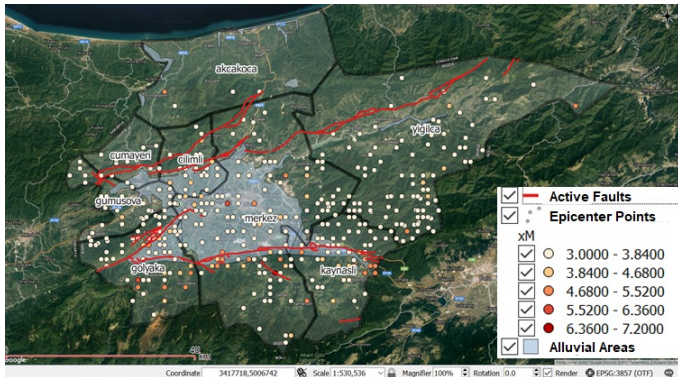 akcakoca
yigilca
cumayeri
cilimli
gumusova
merkez
golyaka
kaynasli
Active Faults
Epicenter Points
xM
3.0000 - 3.8400
3.8400 - 4.6800
4.6800 - 5.5200
5.5200 - 6.3600
6.3600 - 7.2000
Alluvial Areas
Google
km
Coordinate 3417718,5006742 Scale 1:530,536 Magnifier 100% Rotation 0.0 Render EPSG:3857 (OTF)